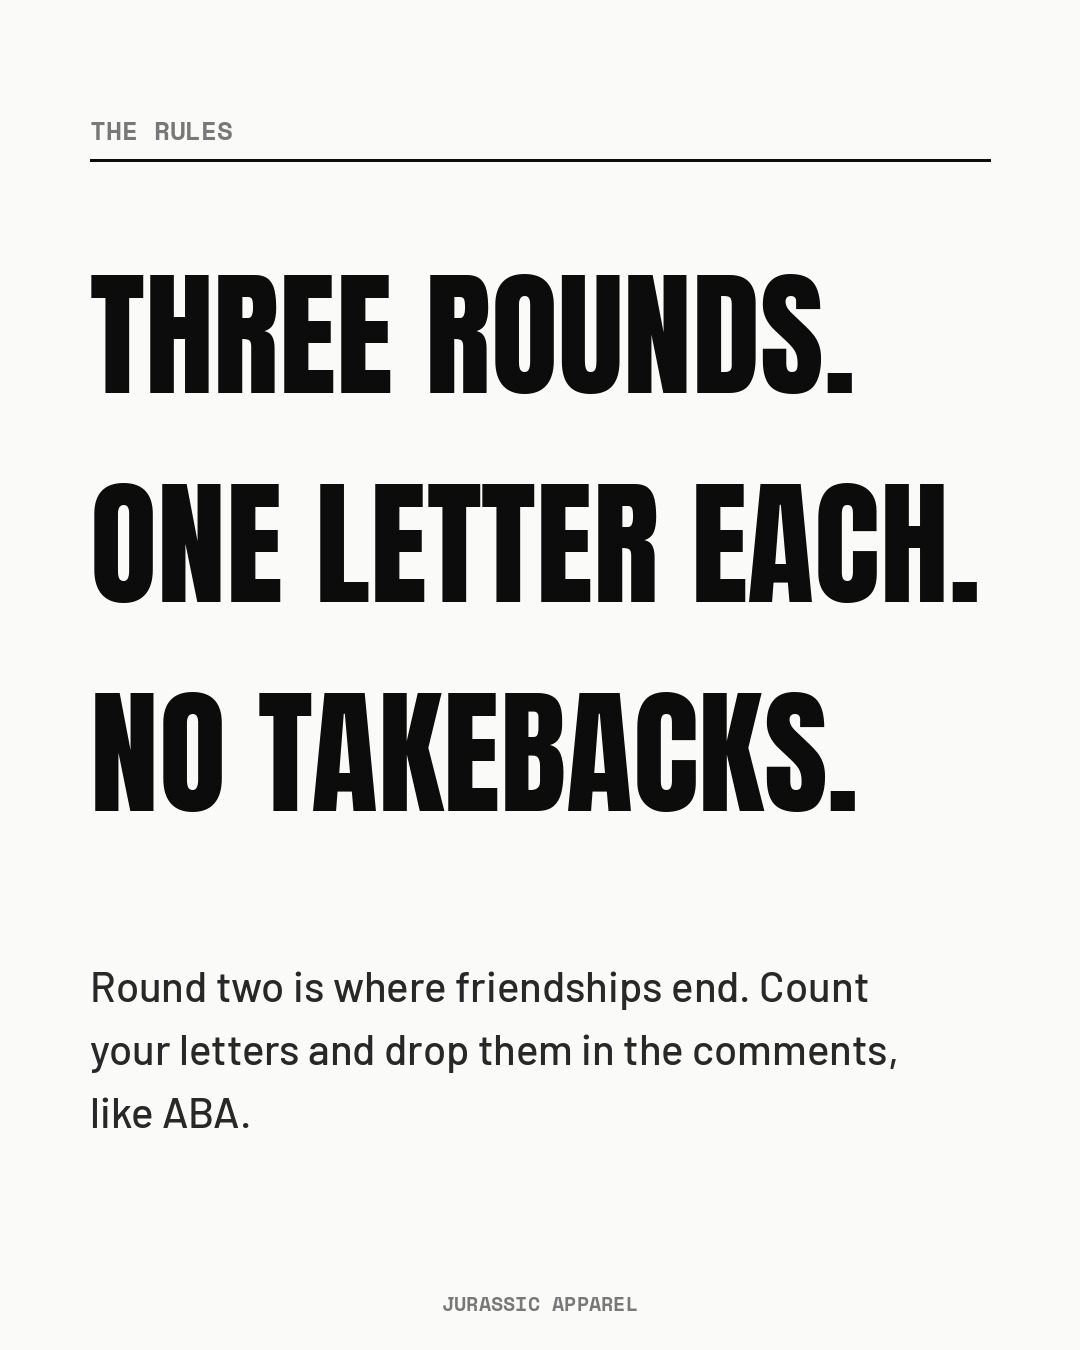 THE RULES
THREE ROUNDS.
ONE LETTER EACH.
NO TAKEBACKS.
Round two is where friendships end. Count
your letters and drop them in the comments,
like ABA.
JURASSIC APPAREL